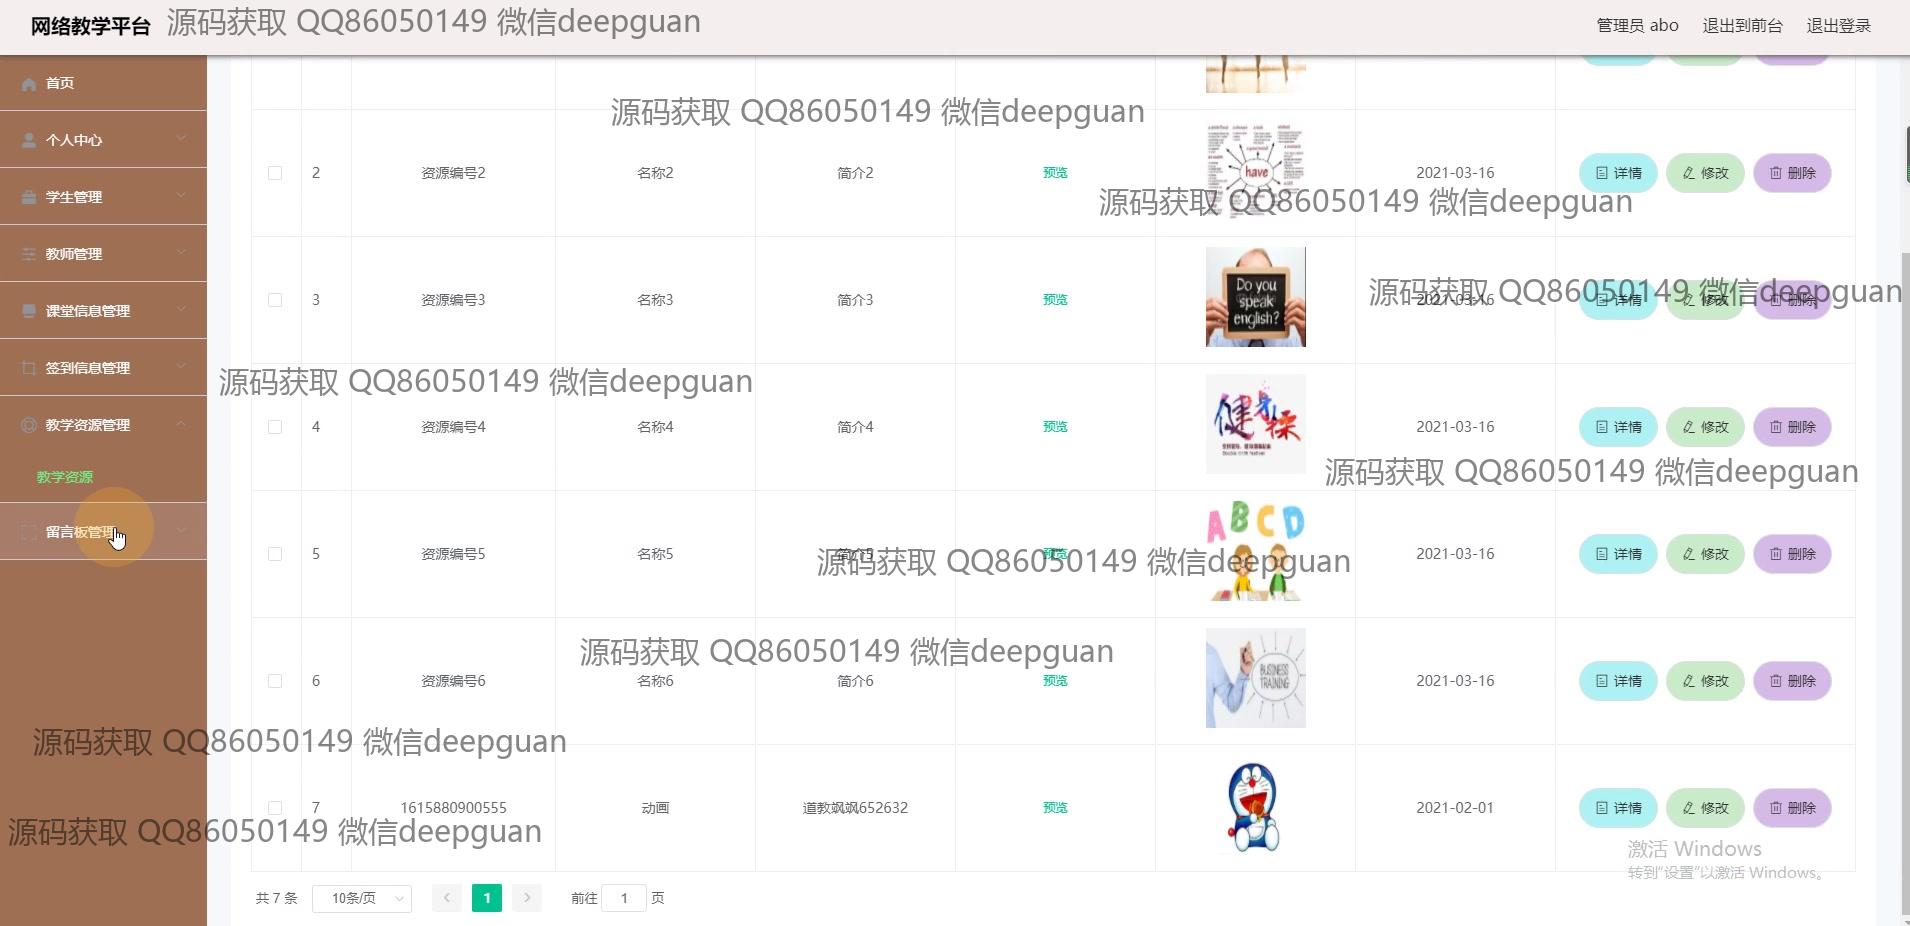 网络教学平台
源码获取 QQ86050149 微信deepguan
管理员 abo 退出到前台 退出登录
首页
个人中心
学生管理
教师管理
课堂信息管理
签到信息管理
教学资源管理
教学资源
留言板管理
源码获取 QQ86050149 微信deepguan
2 资源编号2 名称2 简介2 预览 have 2021-03-16 详情 修改 删除
源码获取 QQ86050149 微信deepguan
3 资源编号3 名称3 简介3 预览 2021-03-16 详情 修改 删除
Do you
speak
english?
源码获取 QQ86050149 微信deepguan
源码获取 QQ86050149 微信deepguan
4 资源编号4 名称4 简介4 预览 2021-03-16 详情 修改 删除
健身操
源码获取 QQ86050149 微信deepguan
ABCD
5 资源编号5 名称5 简介5 预览 2021-03-16 详情 修改 删除
源码获取 QQ86050149 微信deepguan
源码获取 QQ86050149 微信deepguan
6 资源编号6 名称6 简介6 预览 2021-03-16 详情 修改 删除
BUSINESS
TRAINING
源码获取 QQ86050149 微信deepguan
7 1615880900555 动画 道教飒飒652632 预览 2021-02-01 详情 修改 删除
源码获取 QQ86050149 微信deepguan
激活 Windows
转到"设置"以激活 Windows。
共 7 条 10条/页 1 前往 1 页